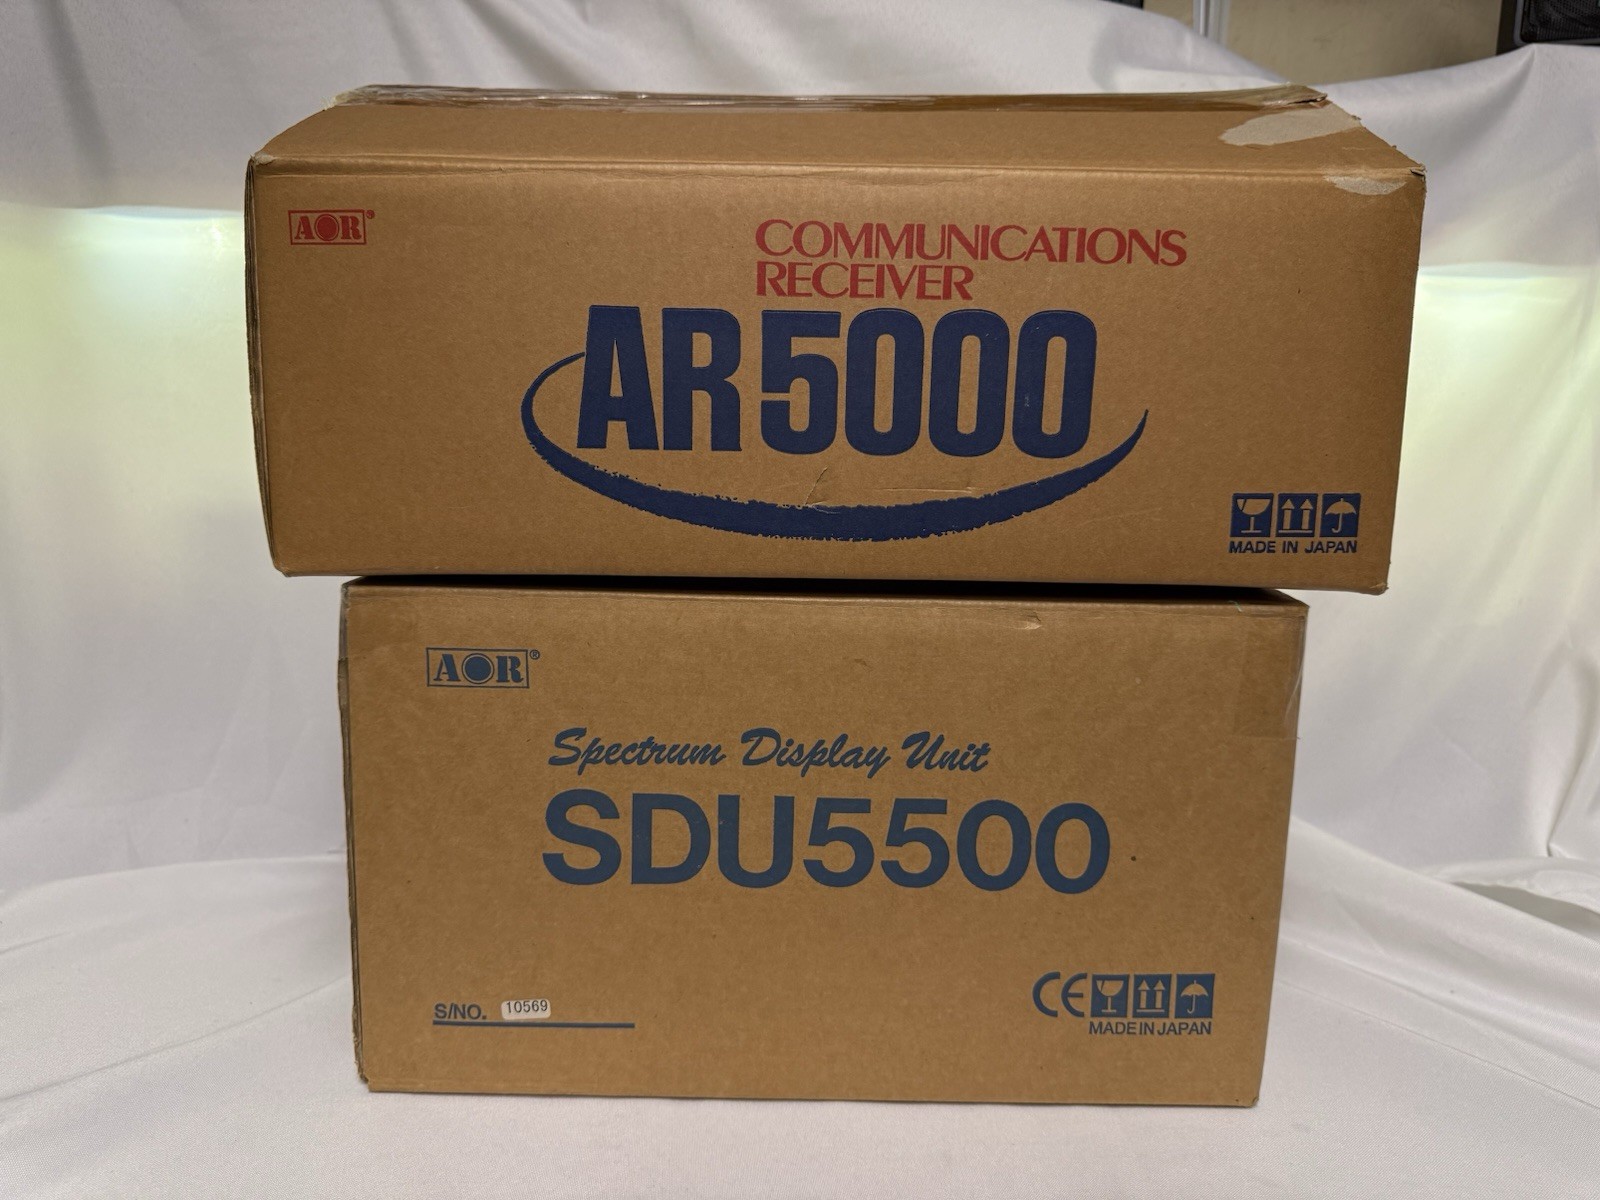 AOR®
COMMUNICATIONS
RECEIVER
AR5000
MADE IN JAPAN
AOR®
Spectrum Display Unit
SDU5500
S/NO. 10569
CE
MADE IN JAPAN